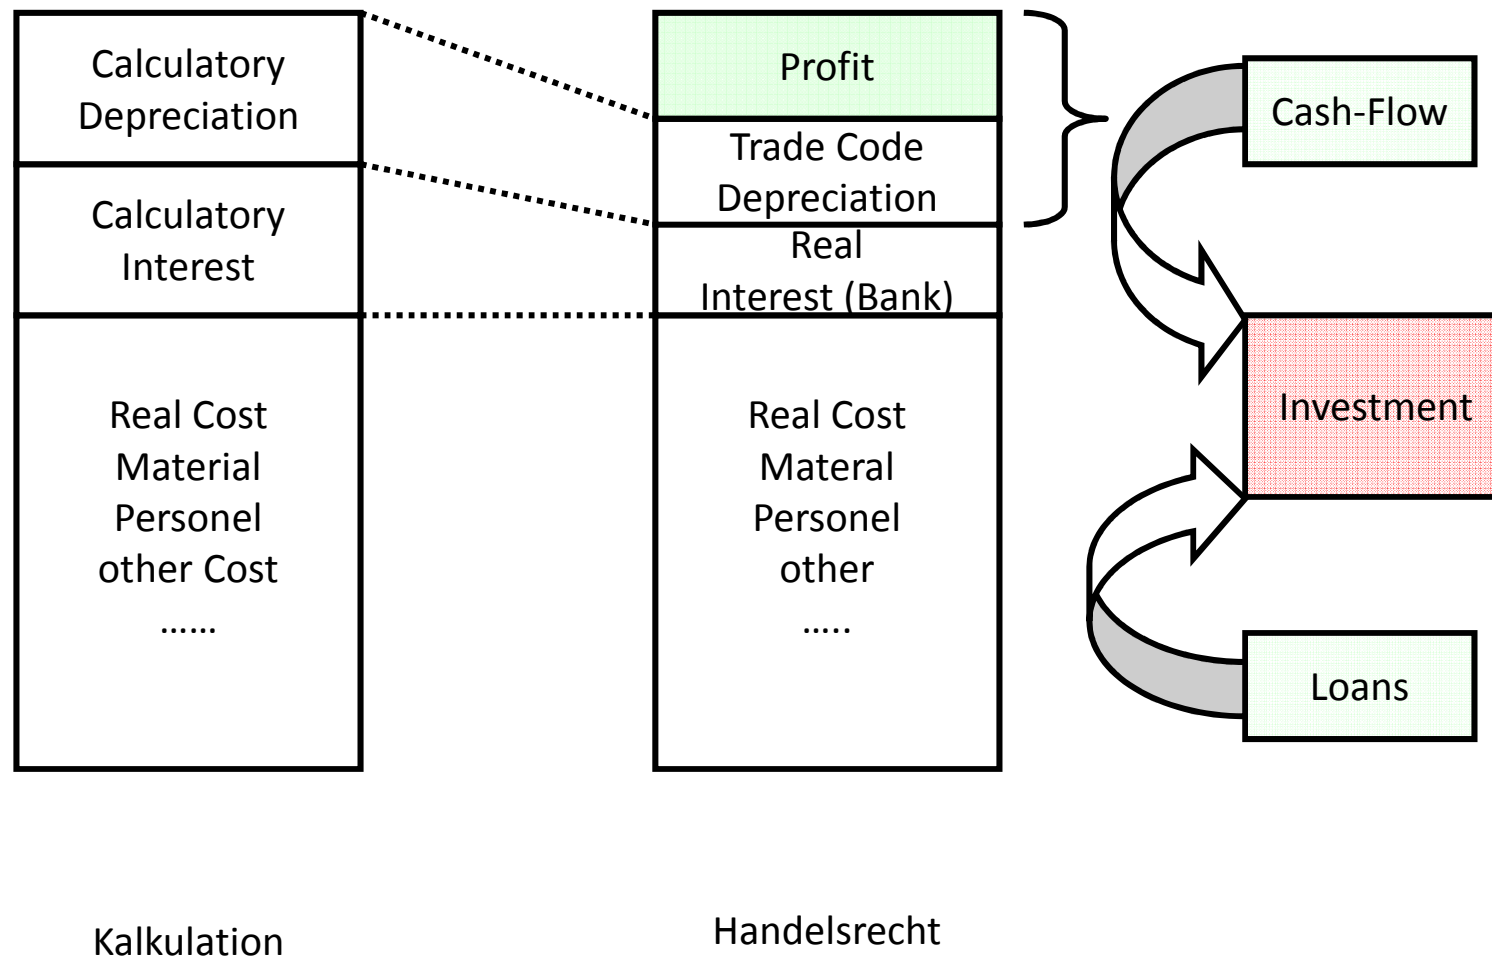 Calculatory
Depreciation
Calculatory
Interest
Real Cost
Material
Personel
other Cost
……
Kalkulation
Profit
Trade Code
Depreciation
Real
Interest (Bank)
Real Cost
Materal
Personel
other
…..
Handelsrecht
Cash-Flow
Investment
Loans